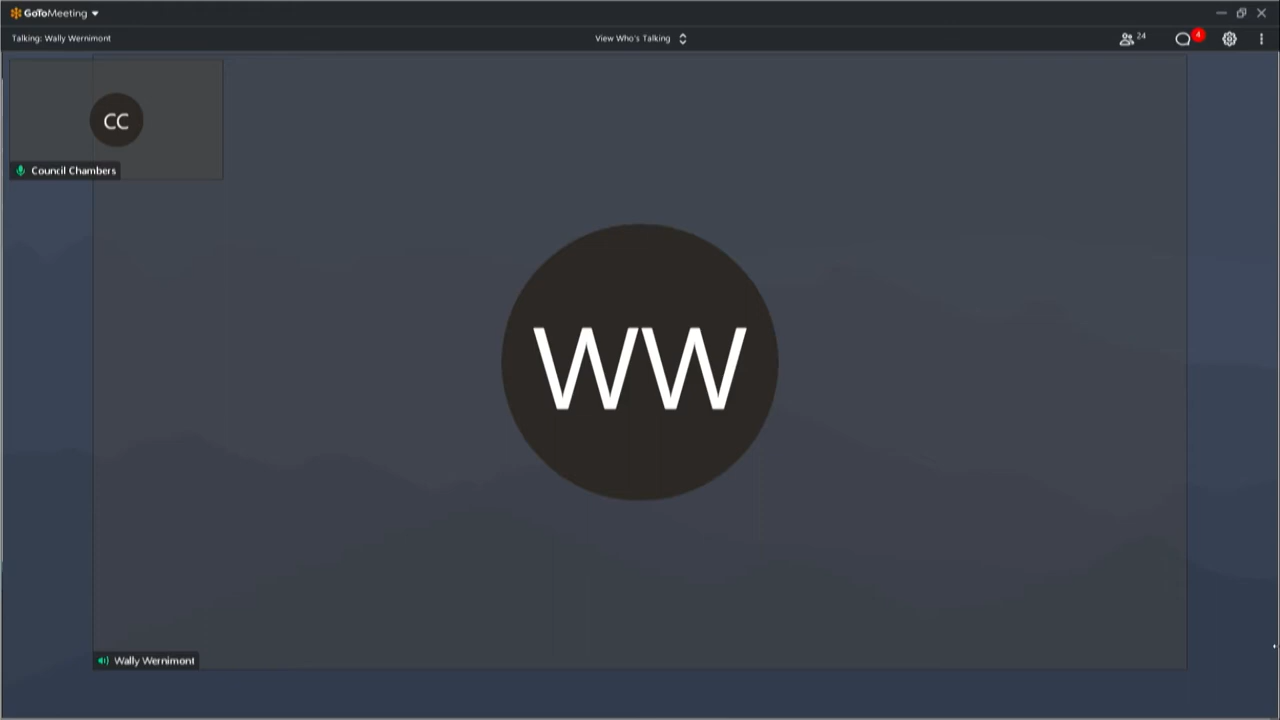 GoToMeeting
Talking: Wally Wernimont
View Who's Talking
24
4
CC
Council Chambers
WW
Wally Wernimont